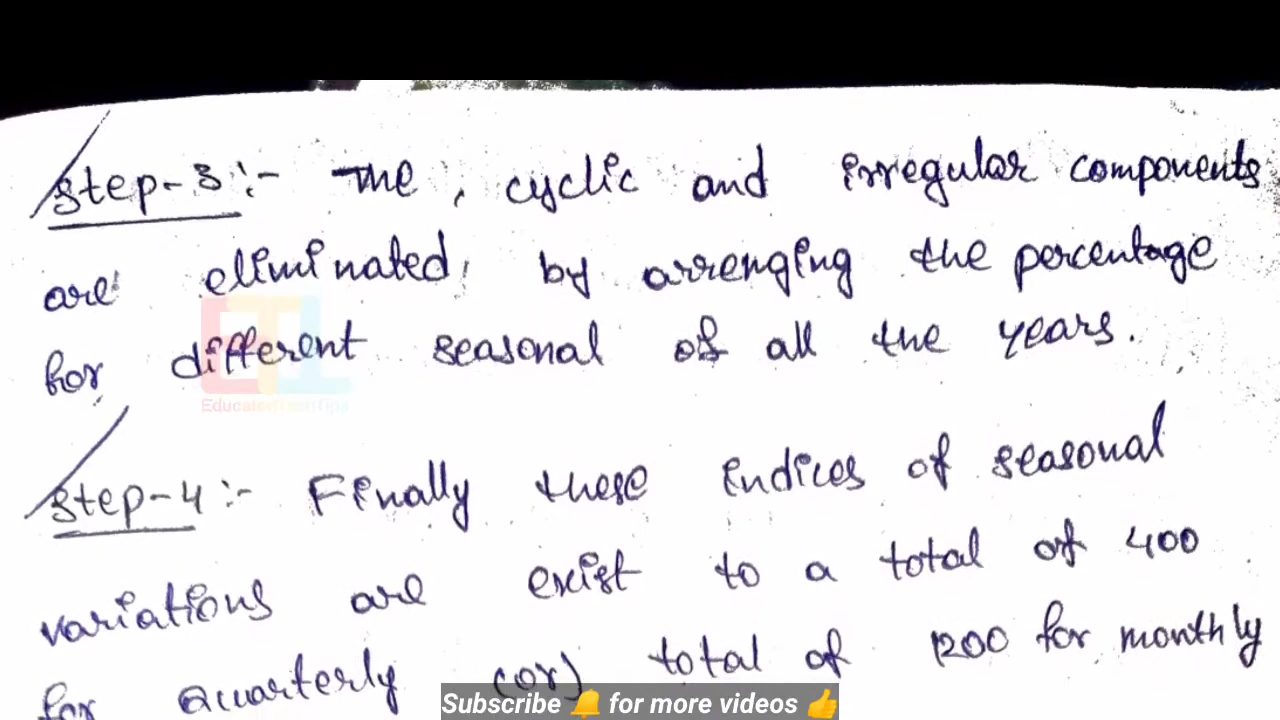 Step-3 :- The, cyclic and irregular components
are eliminated, by arrenging the percentage
for different seasonal of all the years.
Step-4 :- Finally these indices of seasonal
variations are exist to a total of 400
for Quarterly (or) total of 1200 for monthly
EducatedTeenTips
Subscribe 🔔 for more videos 👍